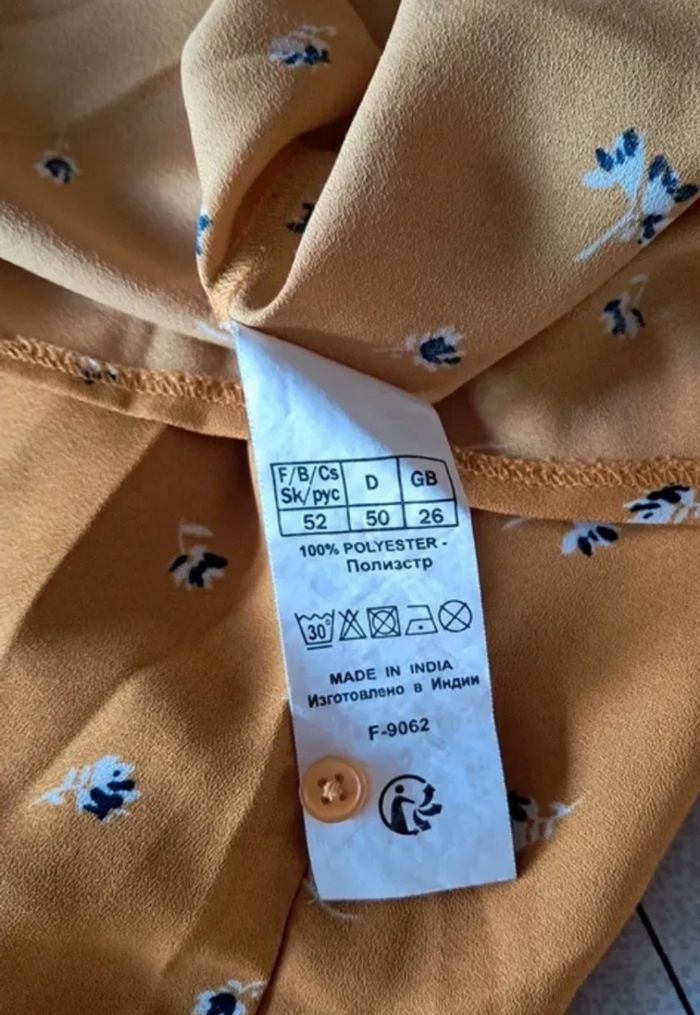 F/B/Cs D GB
Sk/рус
52 50 26
100% POLYESTER -
Полиэстр
30°
MADE IN INDIA
Изготовлено в Индии
F-9062